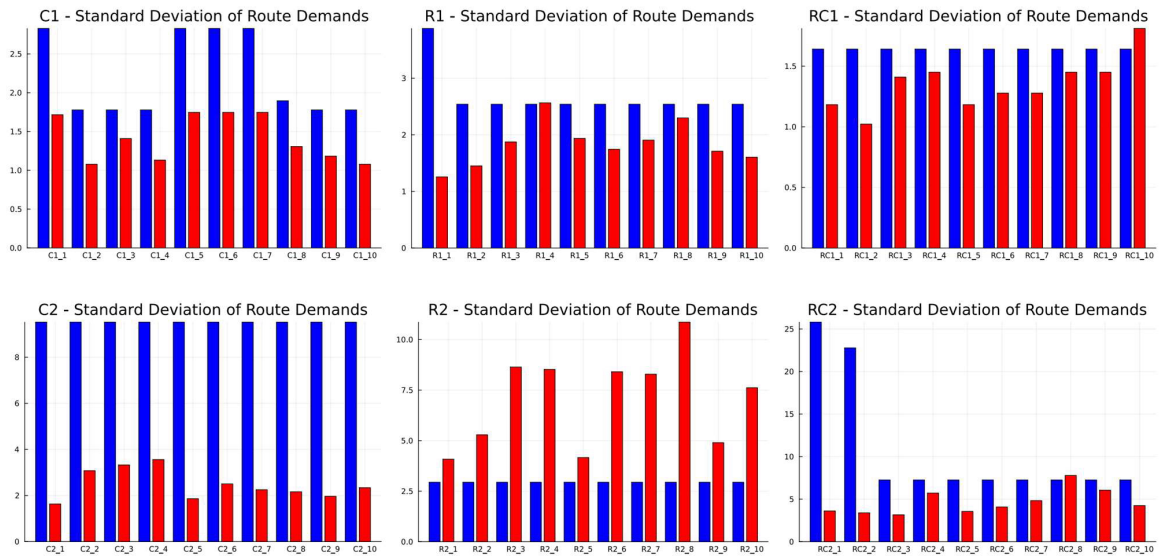 C1 - Standard Deviation of Route Demands
2.5
2.0
1.5
1.0
0.5
0.0
C1_1 C1_2 C1_3 C1_4 C1_5 C1_6 C1_7 C1_8 C1_9 C1_10
R1 - Standard Deviation of Route Demands
3
2
1
0
R1_1 R1_2 R1_3 R1_4 R1_5 R1_6 R1_7 R1_8 R1_9 R1_10
RC1 - Standard Deviation of Route Demands
1.5
1.0
0.5
0.0
RC1_1 RC1_2 RC1_3 RC1_4 RC1_5 RC1_6 RC1_7 RC1_8 RC1_9 RC1_10
C2 - Standard Deviation of Route Demands
8
6
4
2
0
C2_1 C2_2 C2_3 C2_4 C2_5 C2_6 C2_7 C2_8 C2_9 C2_10
R2 - Standard Deviation of Route Demands
10.0
7.5
5.0
2.5
0.0
R2_1 R2_2 R2_3 R2_4 R2_5 R2_6 R2_7 R2_8 R2_9 R2_10
RC2 - Standard Deviation of Route Demands
25
20
15
10
5
0
RC2_1 RC2_2 RC2_3 RC2_4 RC2_5 RC2_6 RC2_7 RC2_8 RC2_9 RC2_10